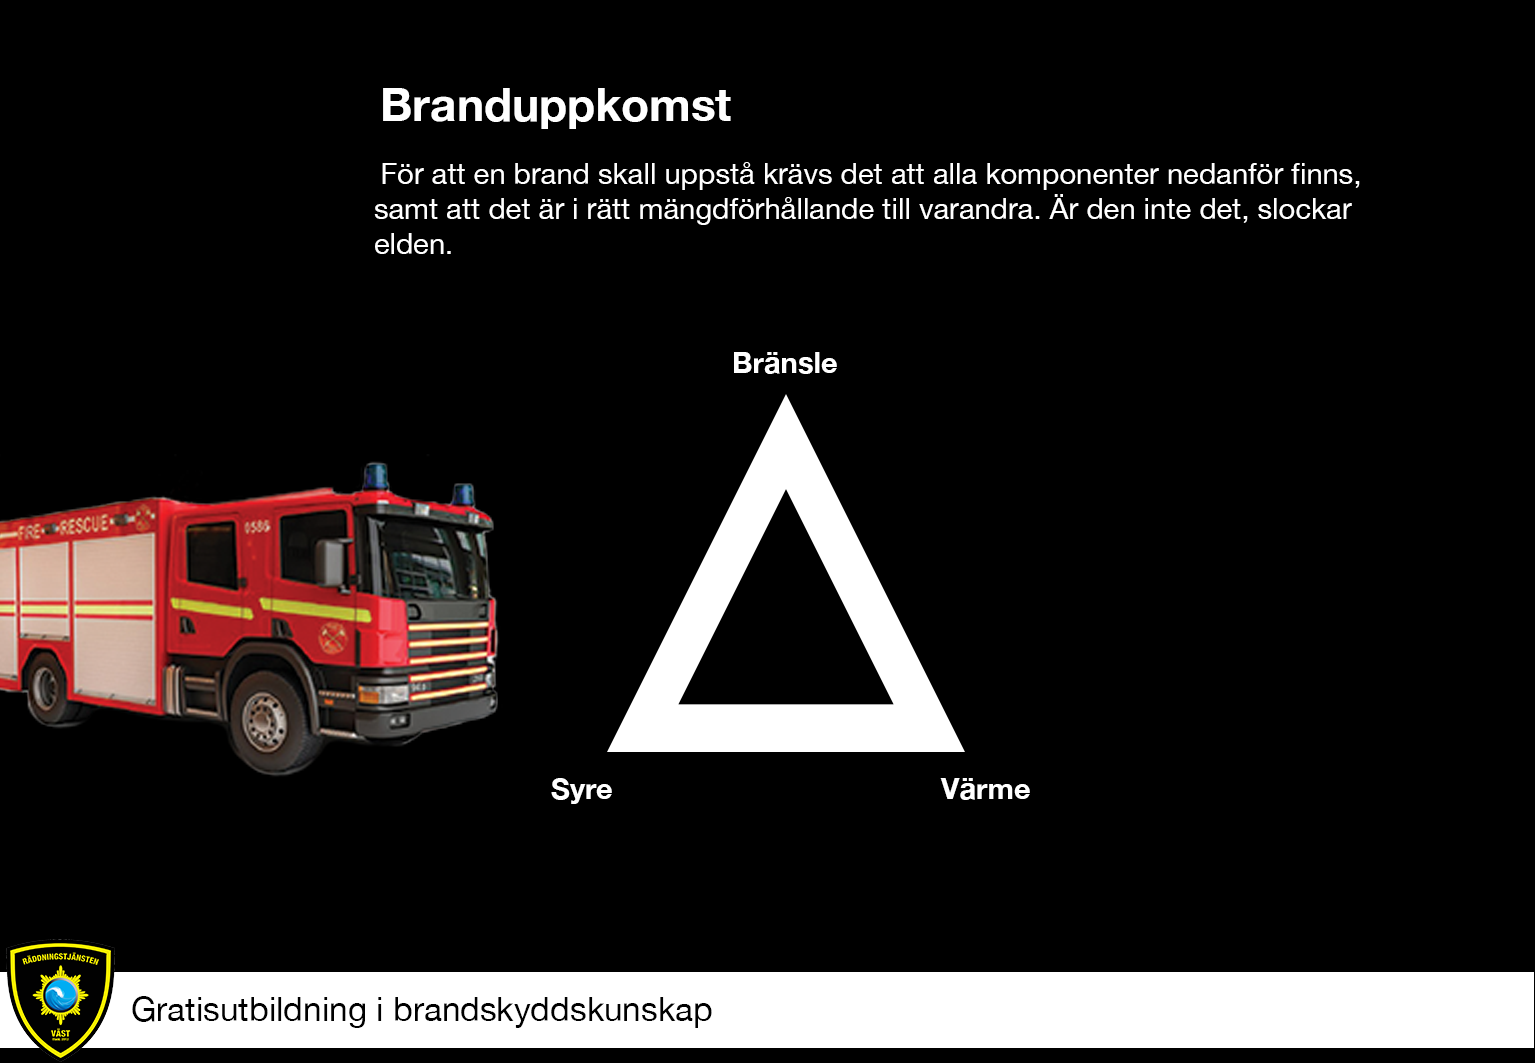 Branduppkomst
För att en brand skall uppstå krävs det att alla komponenter nedanför finns,
samt att det är i rätt mängdförhållande till varandra. Är den inte det, slockar
elden.
Bränsle
FIRE RESCUE
0586
Syre
Värme
RÄDDNINGSTJÄNSTEN
VÄST
Gratisutbildning i brandskyddskunskap